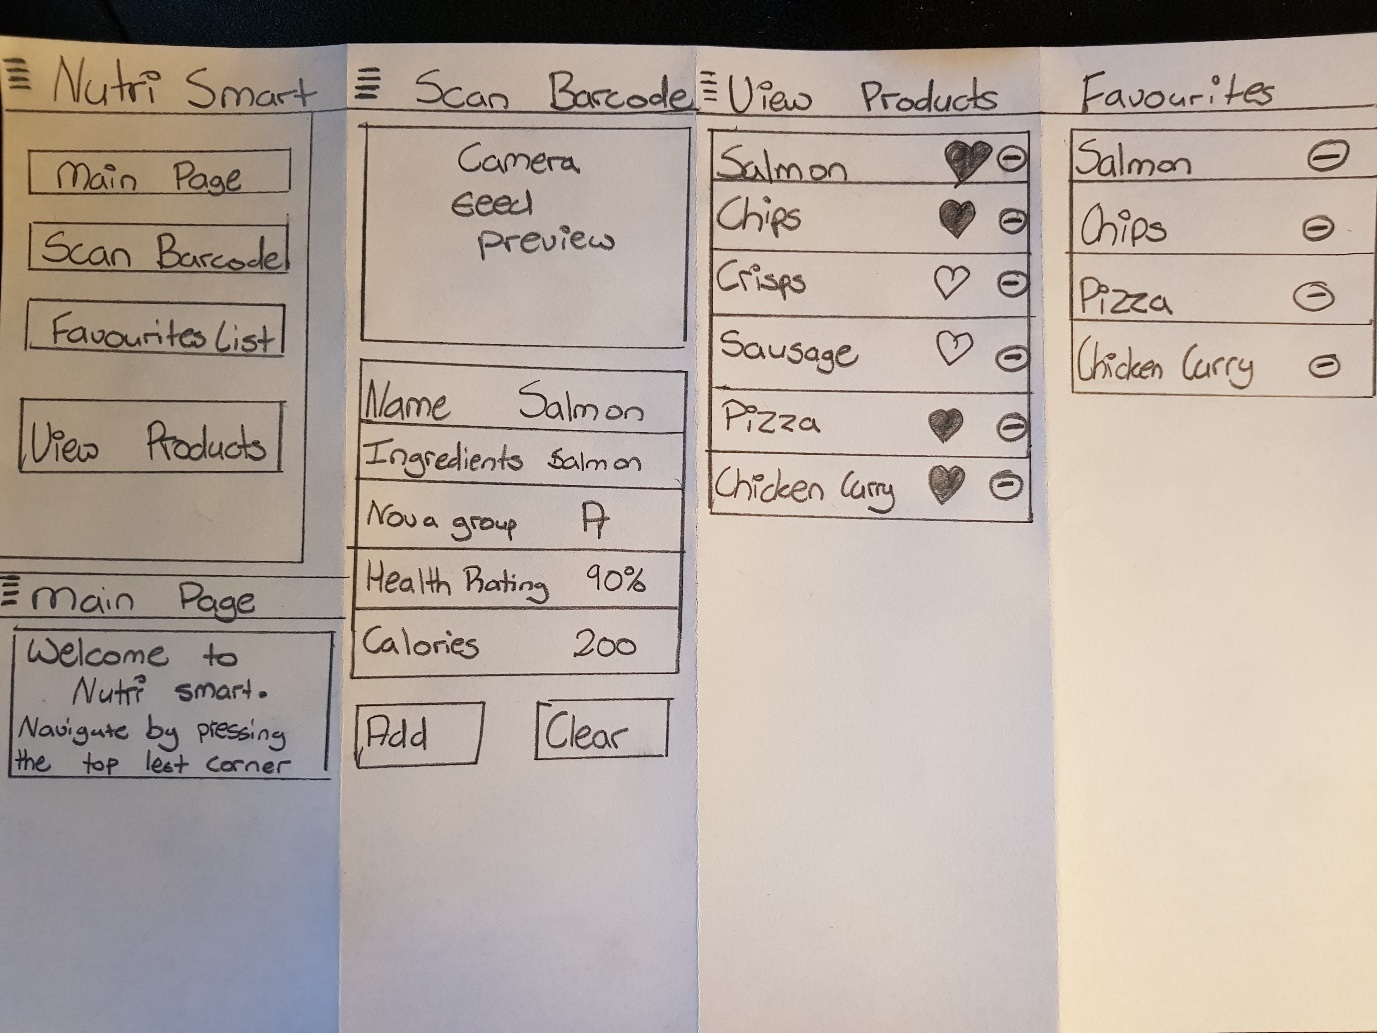 Nutri Smart
Main Page
Scan Barcode
Favourites List
View Products
Main Page
Welcome to
Nutri smart.
Navigate by pressing
the top left corner
Scan Barcode
Camera
feed
preview
Name Salmon
Ingredients Salmon
Nova group A
Health Rating 90%
Calories 200
Add Clear
View Products
Salmon
Chips
Crisps
Sausage
Pizza
Chicken Curry
Favourites
Salmon
Chips
Pizza
Chicken Curry